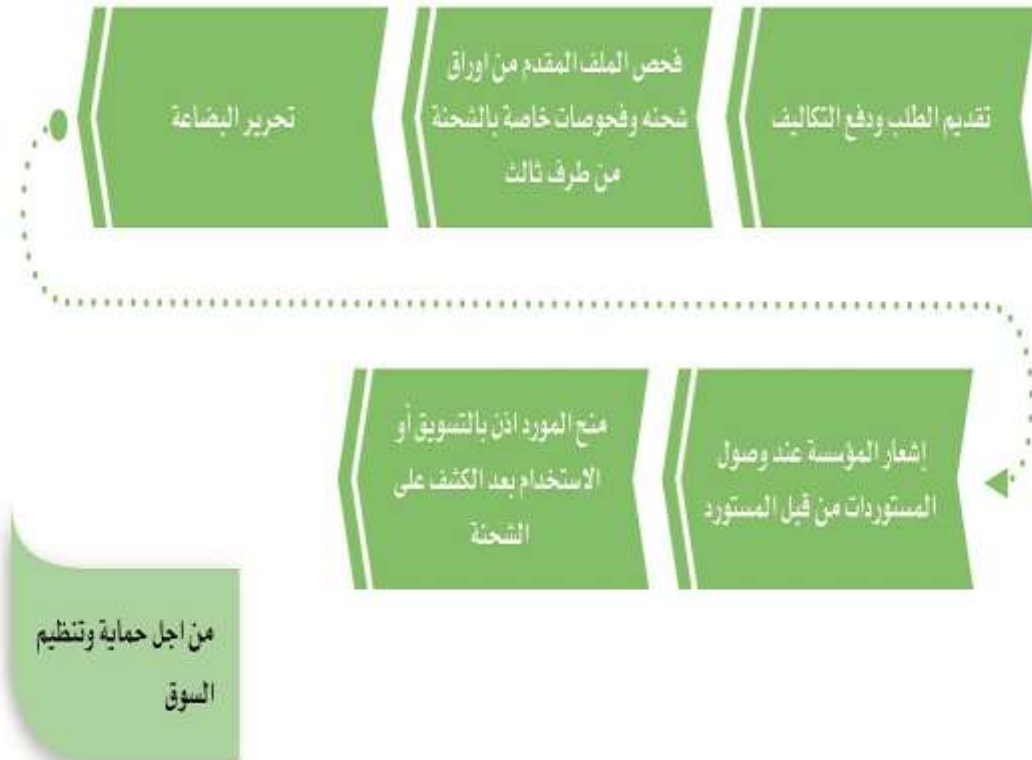 تقديم الطلب ودفع التكاليف
فحص الملف المقدم من اوراق
شحنه وفحوصات خاصة بالشحنة
من طرف ثالث
تحرير البضاعة
إشعار المؤسسة عند وصول
المستوردات من قبل المستورد
منح المورد اذن بالتسويق أو
الاستخدام بعد الكشف على
الشحنة
من اجل حماية وتنظيم
السوق